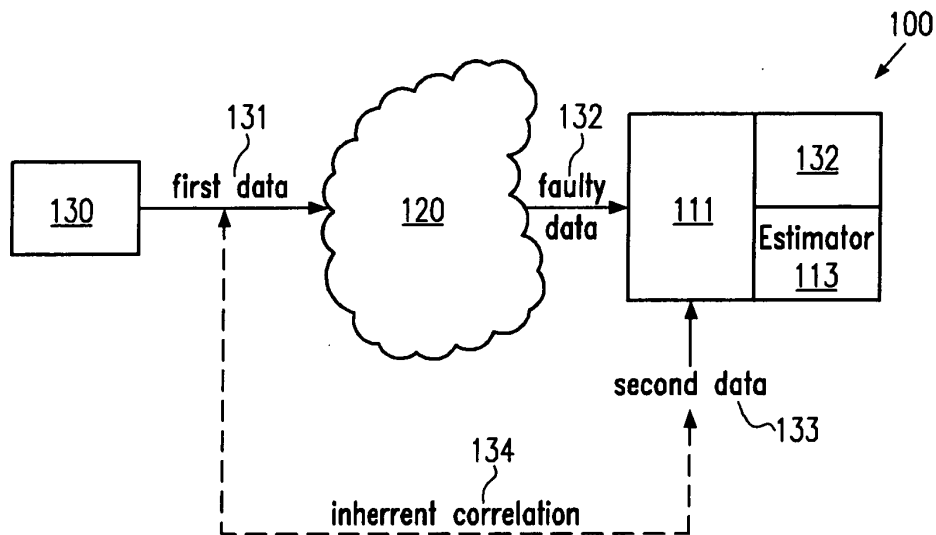 100
131
132
first data
faulty
data
130
120
111
132
Estimator
113
second data
133
134
inherrent correlation